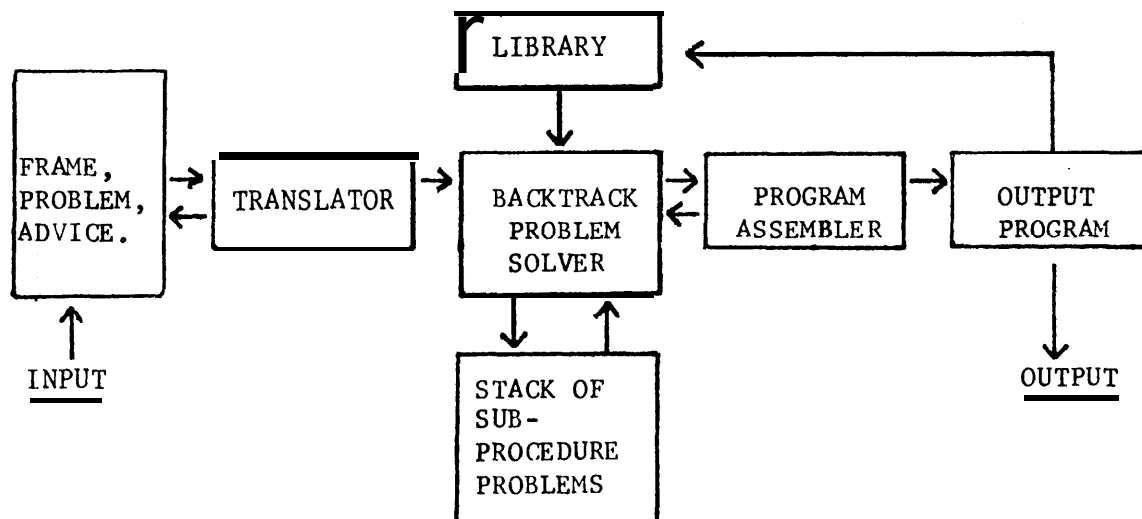 LIBRARY
FRAME,
PROBLEM,
ADVICE.
TRANSLATOR
BACKTRACK
PROBLEM
SOLVER
PROGRAM
ASSEMBLER
OUTPUT
PROGRAM
INPUT
STACK OF
SUB-
PROCEDURE
PROBLEMS
OUTPUT